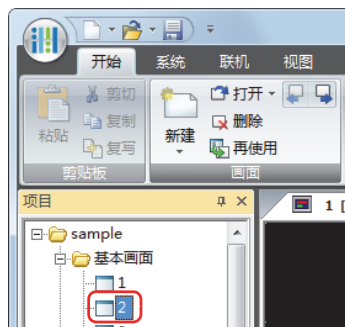 开始 系统 联机 视图
剪切
复制
复写
粘贴
剪贴板
新建
打开
删除
再使用
画面
项目
1 [
sample
基本画面
1
2